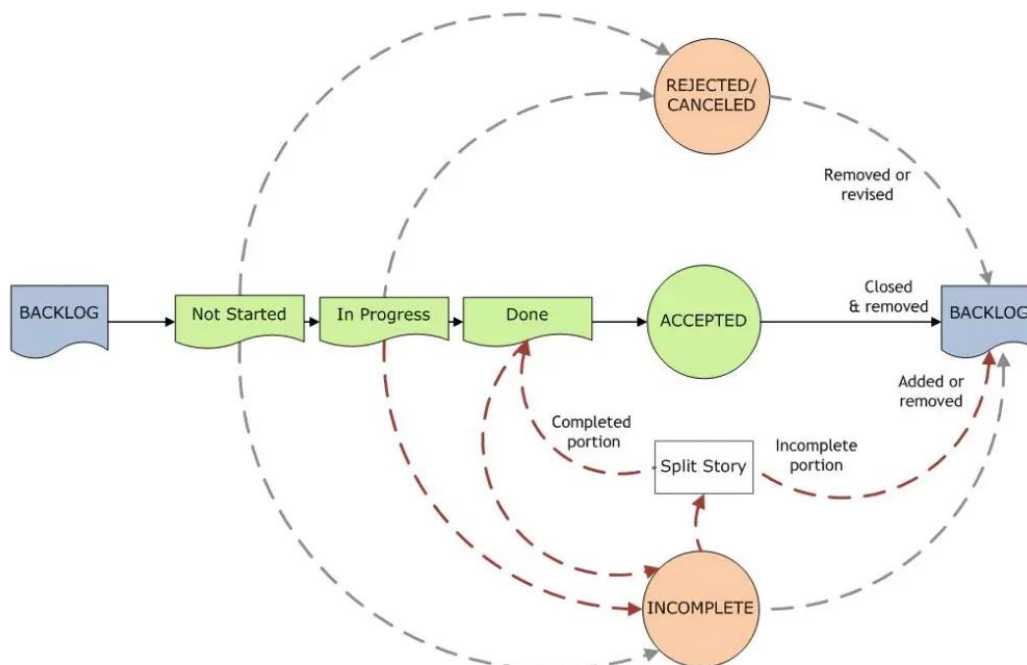 REJECTED/
CANCELED
Removed or
revised
BACKLOG
Not Started
In Progress
Done
ACCEPTED
Closed
& removed
BACKLOG
Added or
removed
Completed
portion
Split Story
Incomplete
portion
INCOMPLETE